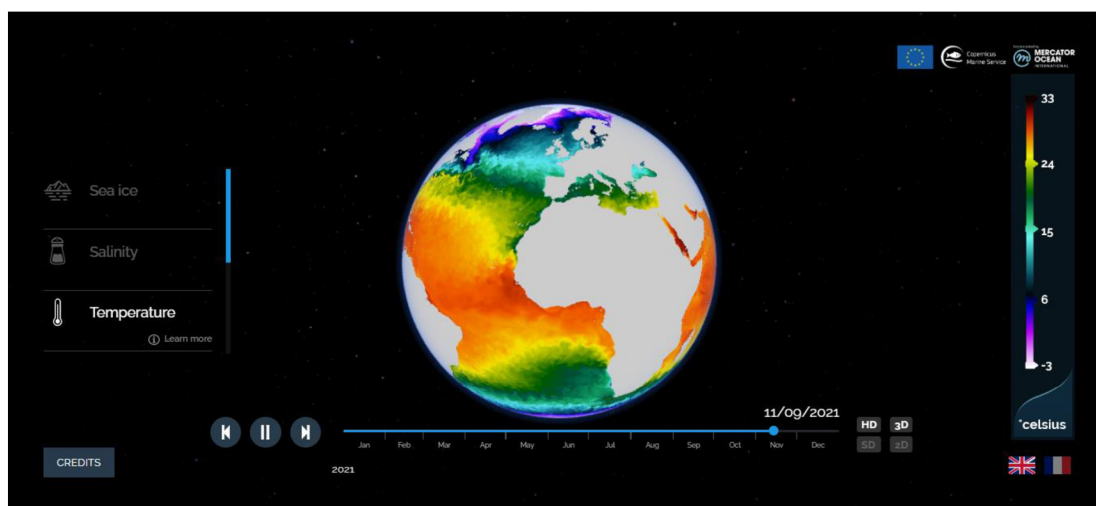 Copernicus
Marine Service
MERCATOR
OCEAN
INTERNATIONAL
33
24
15
6
-3
°celsius
Sea ice
Salinity
Temperature
i Learn more
11/09/2021
HD 3D
SD 2D
Jan Feb Mar Apr May Jun Jul Aug Sep Oct Nov Dec
2021
CREDITS